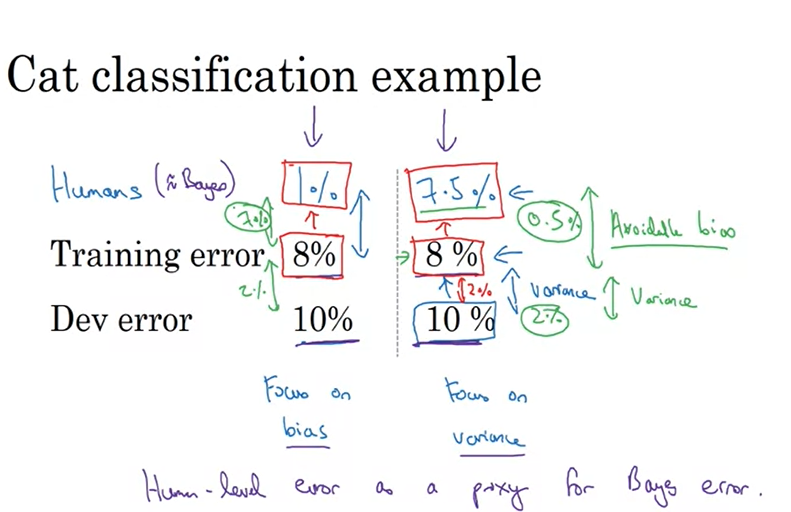 Cat classification example
Humans (≈ Bayes) 1% 7.5%
7% 0.5% Avoidable bias
Training error 8% 8 %
2% 2% Variance Variance
Dev error 10% 10 % 2%
Focus on Focus on
bias variance
Human-level error as a proxy for Bayes error.